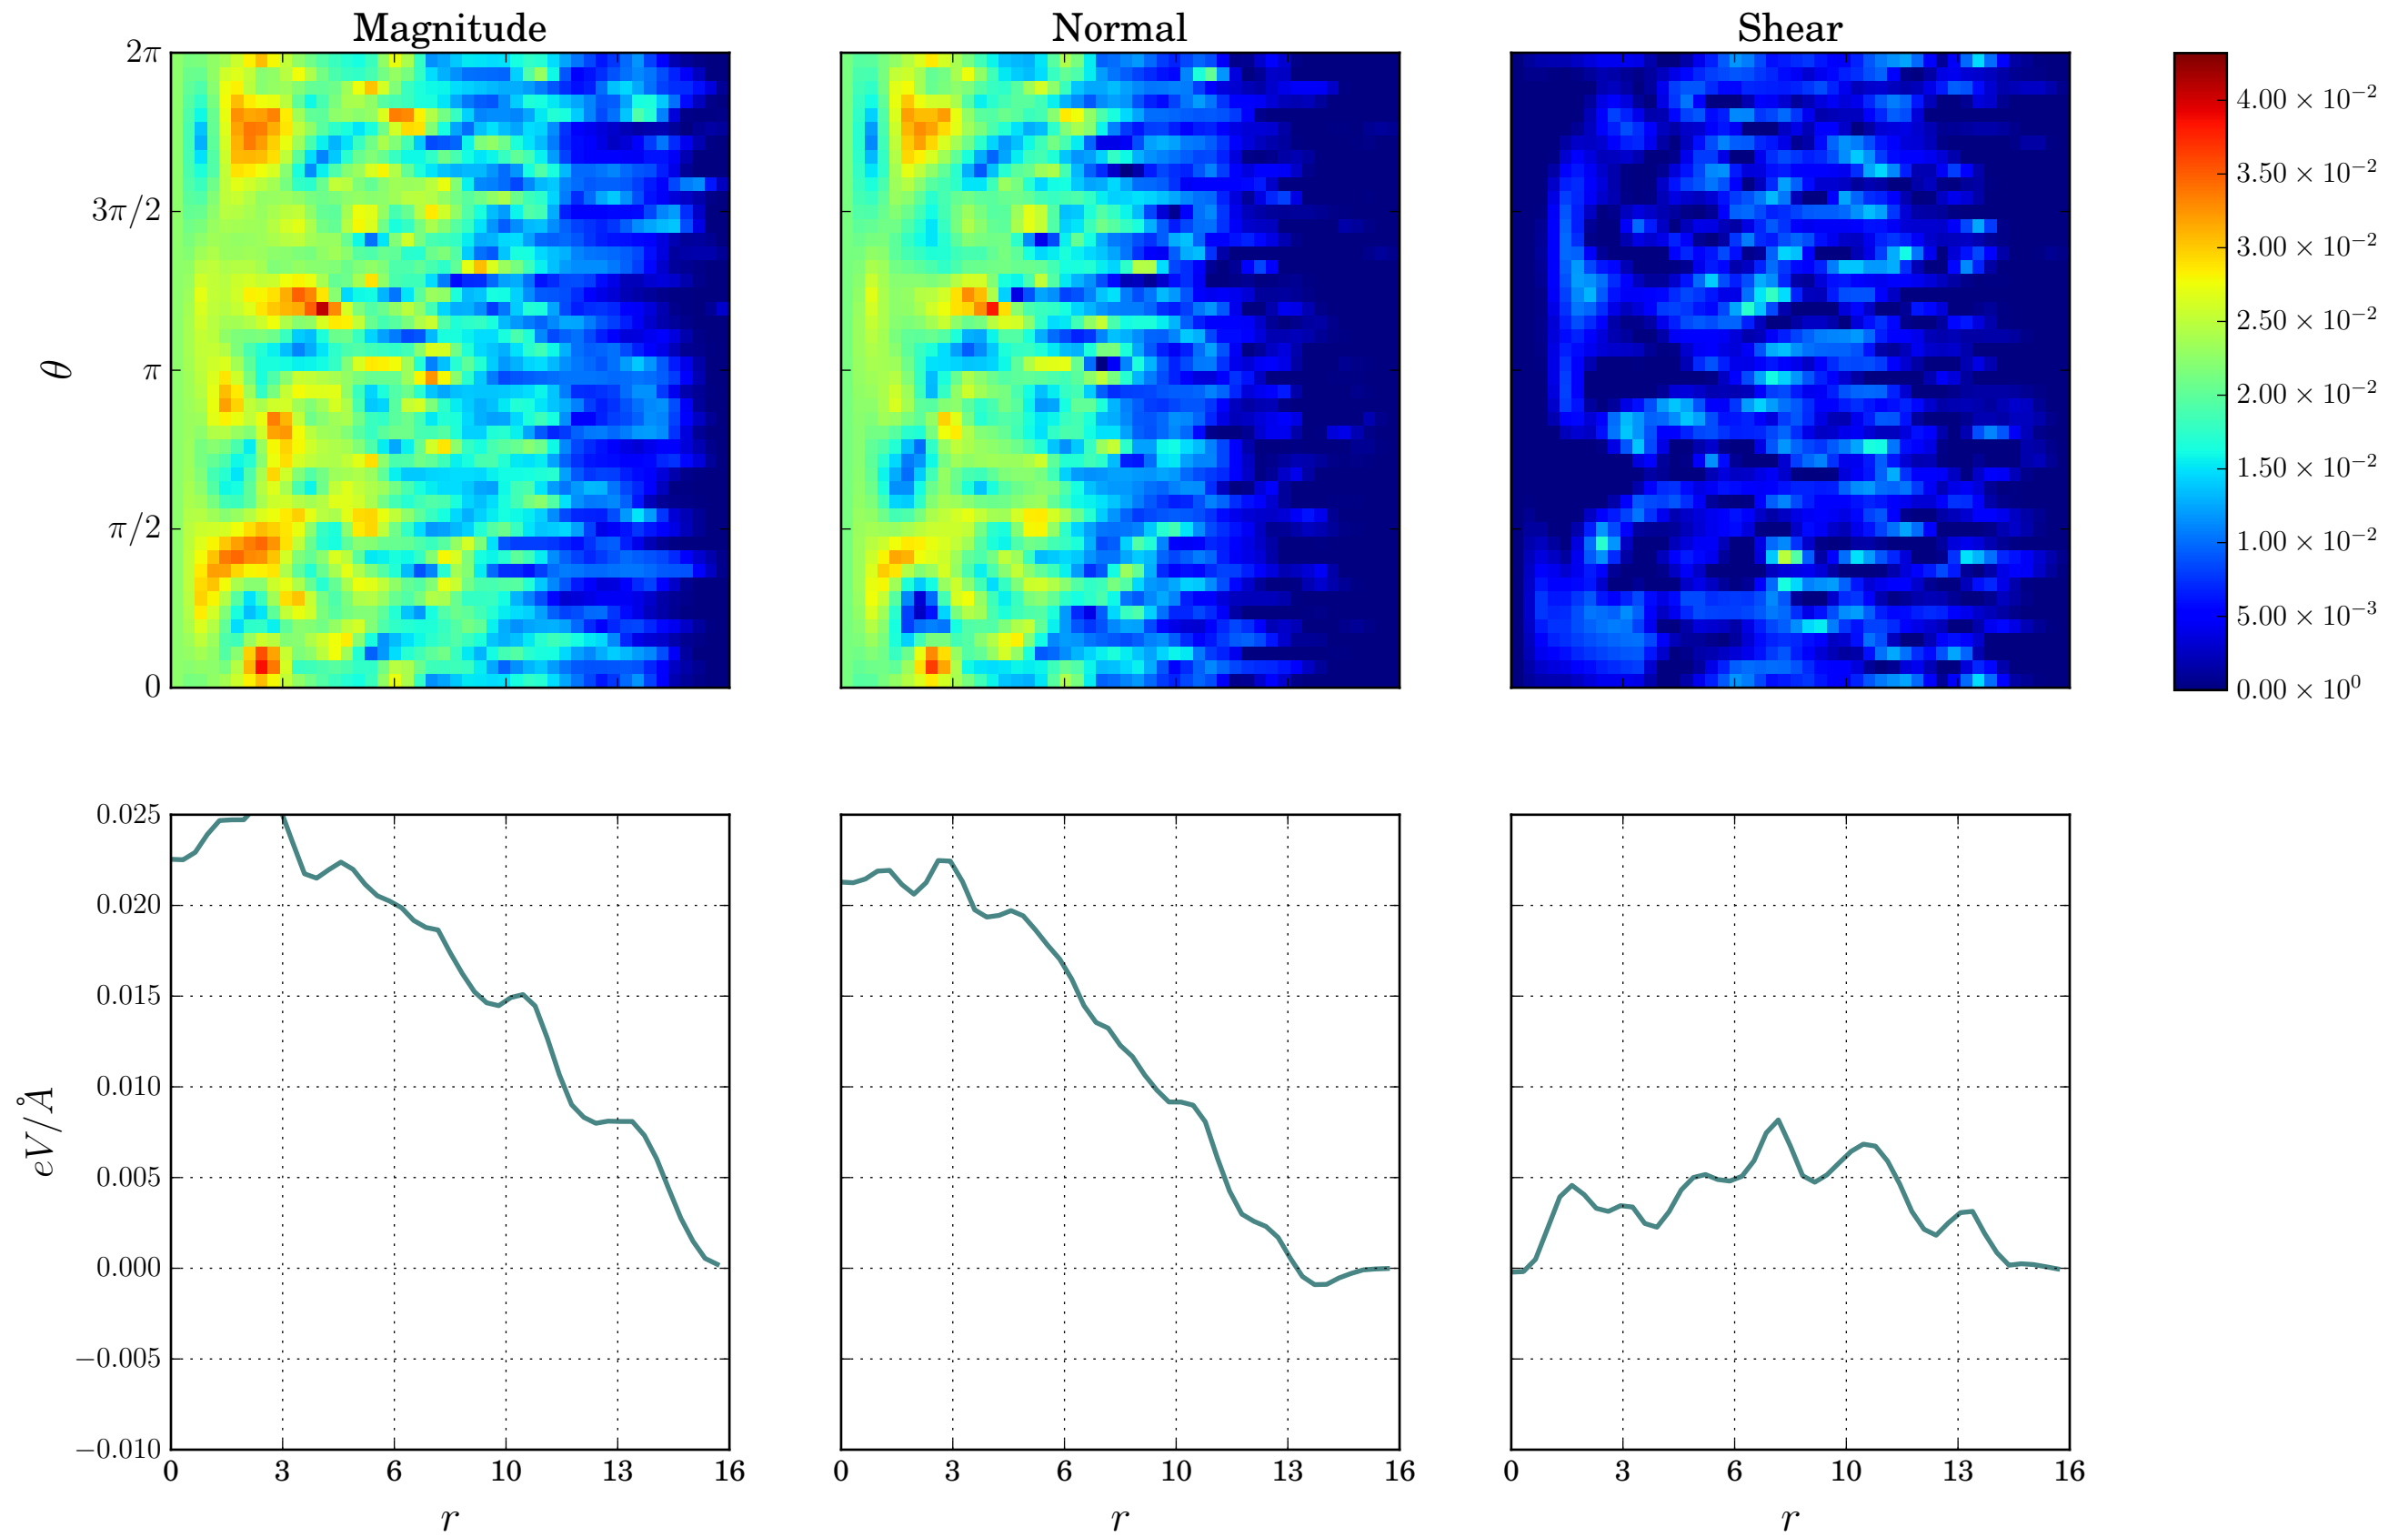 Magnitude Normal Shear
2π
3π/2
π
π/2
0
θ
4.00 × 10⁻²
3.50 × 10⁻²
3.00 × 10⁻²
2.50 × 10⁻²
2.00 × 10⁻²
1.50 × 10⁻²
1.00 × 10⁻²
5.00 × 10⁻³
0.00 × 10⁰
0.025
0.020
0.015
0.010
0.005
0.000
−0.005
−0.010
eV/Å
0 3 6 10 13 16 0 3 6 10 13 16 0 3 6 10 13 16
r r r